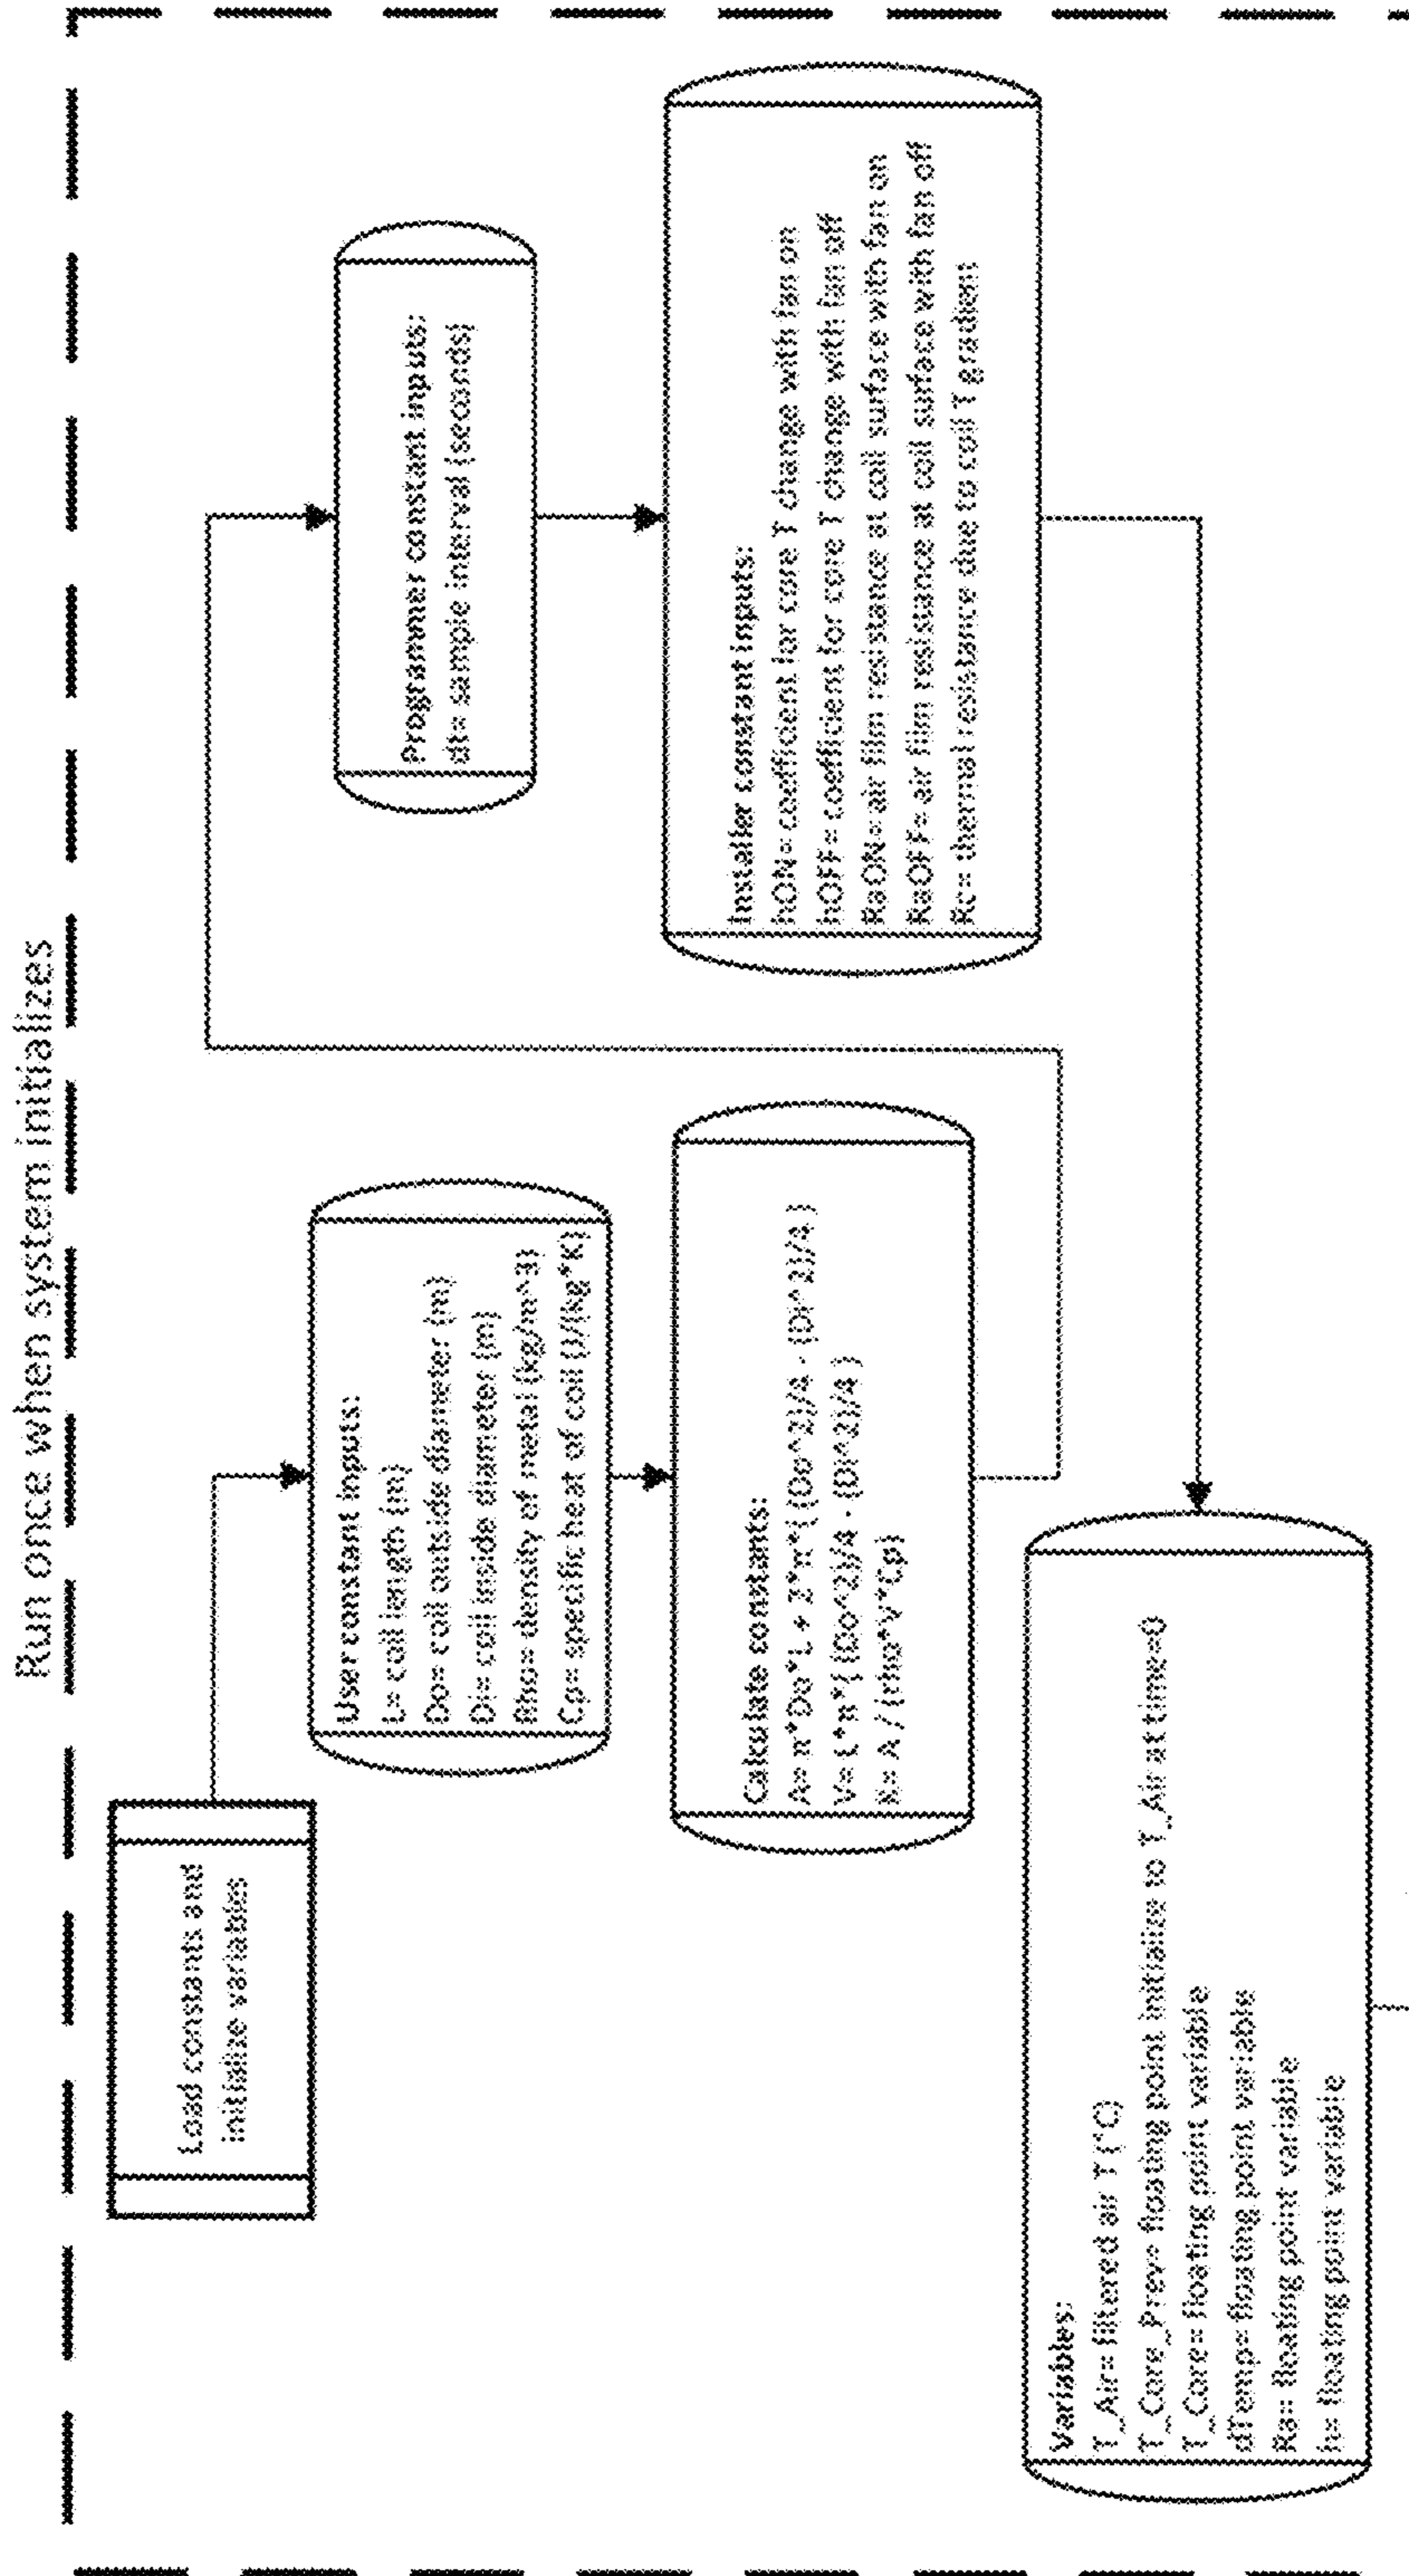 Run once when system initializes
Load constants and
initialize variables
User constant inputs:
L= coil length (m)
Do= coil outside diameter (m)
Di= coil inside diameter (m)
Rho= density of metal (kg/m^3)
Cp= specific heat of coil (J/(kg*K)
Calculate constants:
A= π*Do*L + 2*π*( (Do^2)/4 - (Di^2)/4 )
V= L*π*( (Do^2)/4 - (Di^2)/4 )
K= A / (rho*V*Cp)
Programmer constant inputs:
dt= sample interval (seconds)
Installer constant inputs:
hON= coefficient for core T change with fan on
hOFF= coefficient for core T change with fan off
RaON= air film resistance at coil surface with fan on
RaOFF= air film resistance at coil surface with fan off
Rc= thermal resistance due to coil T gradient
Variables:
T_Air= filtered air T (°C)
T_Core_Prev= floating point initialize to T_Air at time=0
T_Core= floating point variable
dTemp= floating point variable
Ra= floating point variable
h= floating point variable